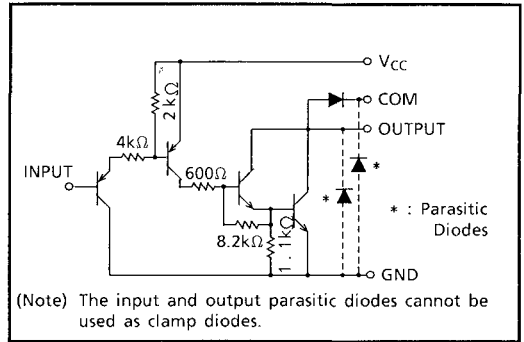 VCC
COM
2kΩ
OUTPUT
4kΩ
600Ω
INPUT
*
*
* : Parasitic
Diodes
8.2kΩ
1.1kΩ
GND
(Note) The input and output parasitic diodes cannot be
used as clamp diodes.